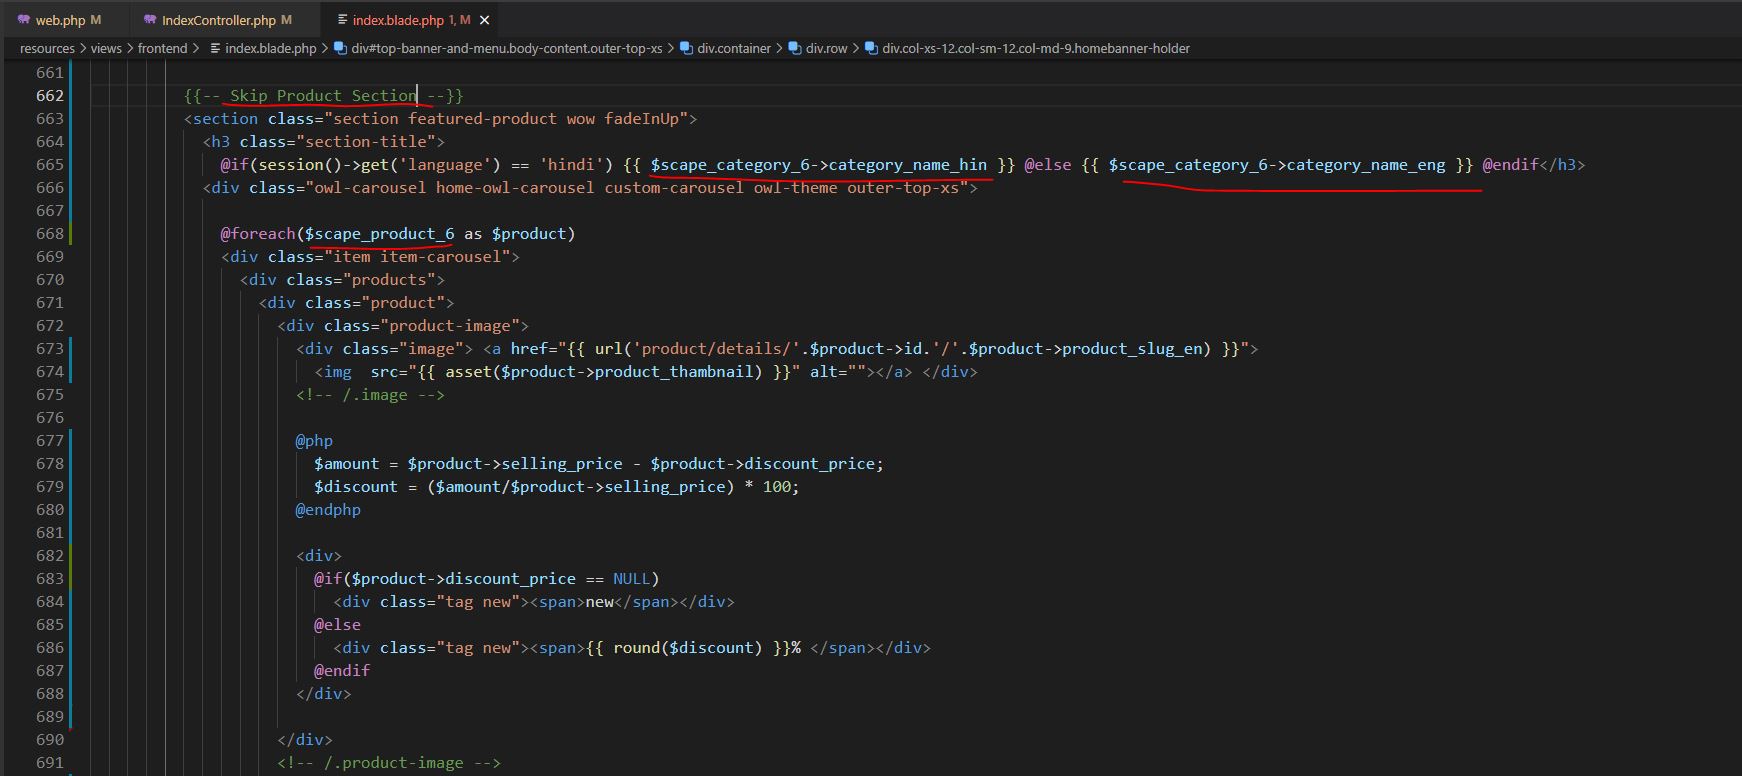 web.php M IndexController.php M index.blade.php 1, M
resources > views > frontend > index.blade.php > div#top-banner-and-menu.body-content.outer-top-xs > div.container > div.row > div.col-xs-12.col-sm-12.col-md-9.homebanner-holder
661
662 {{-- Skip Product Section --}}
663 <section class="section featured-product wow fadeInUp">
664 <h3 class="section-title">
665 @if(session()->get('language') == 'hindi') {{ $scape_category_6->category_name_hin }} @else {{ $scape_category_6->category_name_eng }} @endif</h3>
666 <div class="owl-carousel home-owl-carousel custom-carousel owl-theme outer-top-xs">
667
668 @foreach($scape_product_6 as $product)
669 <div class="item item-carousel">
670 <div class="products">
671 <div class="product">
672 <div class="product-image">
673 <div class="image"> <a href="{{ url('product/details/'.$product->id.'/'.$product->product_slug_en) }}">
674 <img  src="{{ asset($product->product_thambnail) }}" alt=""></a> </div>
675 <!-- /.image -->
676
677 @php
678 $amount = $product->selling_price - $product->discount_price;
679 $discount = ($amount/$product->selling_price) * 100;
680 @endphp
681
682 <div>
683 @if($product->discount_price == NULL)
684 <div class="tag new"><span>new</span></div>
685 @else
686 <div class="tag new"><span>{{ round($discount) }}% </span></div>
687 @endif
688 </div>
689
690 </div>
691 <!-- /.product-image -->